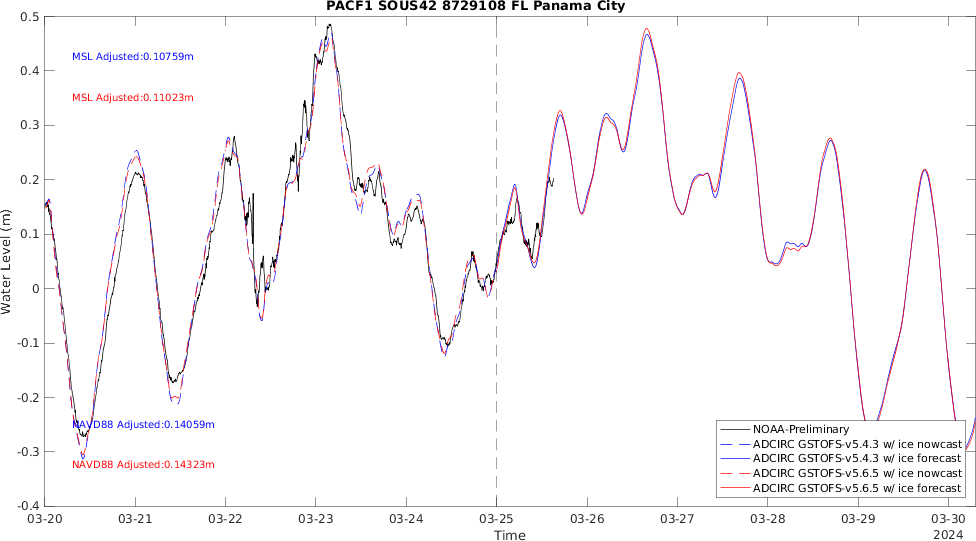 PACF1 SOUS42 8729108 FL Panama City
0.5
0.4
0.3
0.2
0.1
0
-0.1
-0.2
-0.3
-0.4
Water Level (m)
MSL Adjusted:0.10759m
MSL Adjusted:0.11023m
NAVD88 Adjusted:0.14059m
NAVD88 Adjusted:0.14323m
NOAA-Preliminary
ADCIRC GSTOFS-v5.4.3 w/ ice nowcast
ADCIRC GSTOFS-v5.4.3 w/ ice forecast
ADCIRC GSTOFS-v5.6.5 w/ ice nowcast
ADCIRC GSTOFS-v5.6.5 w/ ice forecast
03-20 03-21 03-22 03-23 03-24 03-25 03-26 03-27 03-28 03-29 03-30
Time
2024